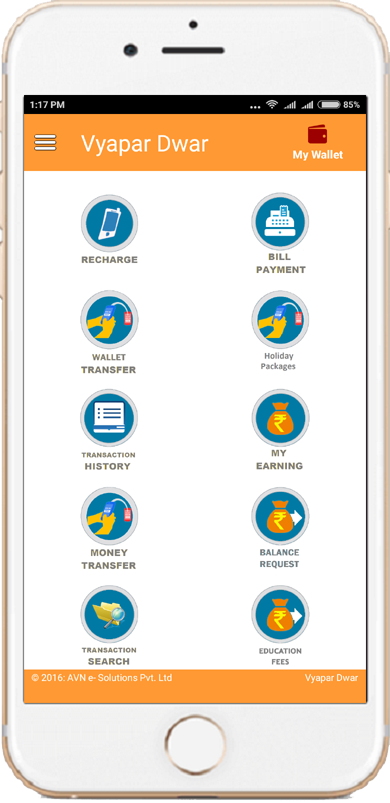 1:17 PM
85%
Vyapar Dwar
My Wallet
RECHARGE
BILL
PAYMENT
WALLET
TRANSFER
Holiday
Packages
TRANSACTION
HISTORY
MY
EARNING
MONEY
TRANSFER
BALANCE
REQUEST
TRANSACTION
SEARCH
EDUCATION
FEES
© 2016: AVN e- Solutions Pvt. Ltd
Vyapar Dwar